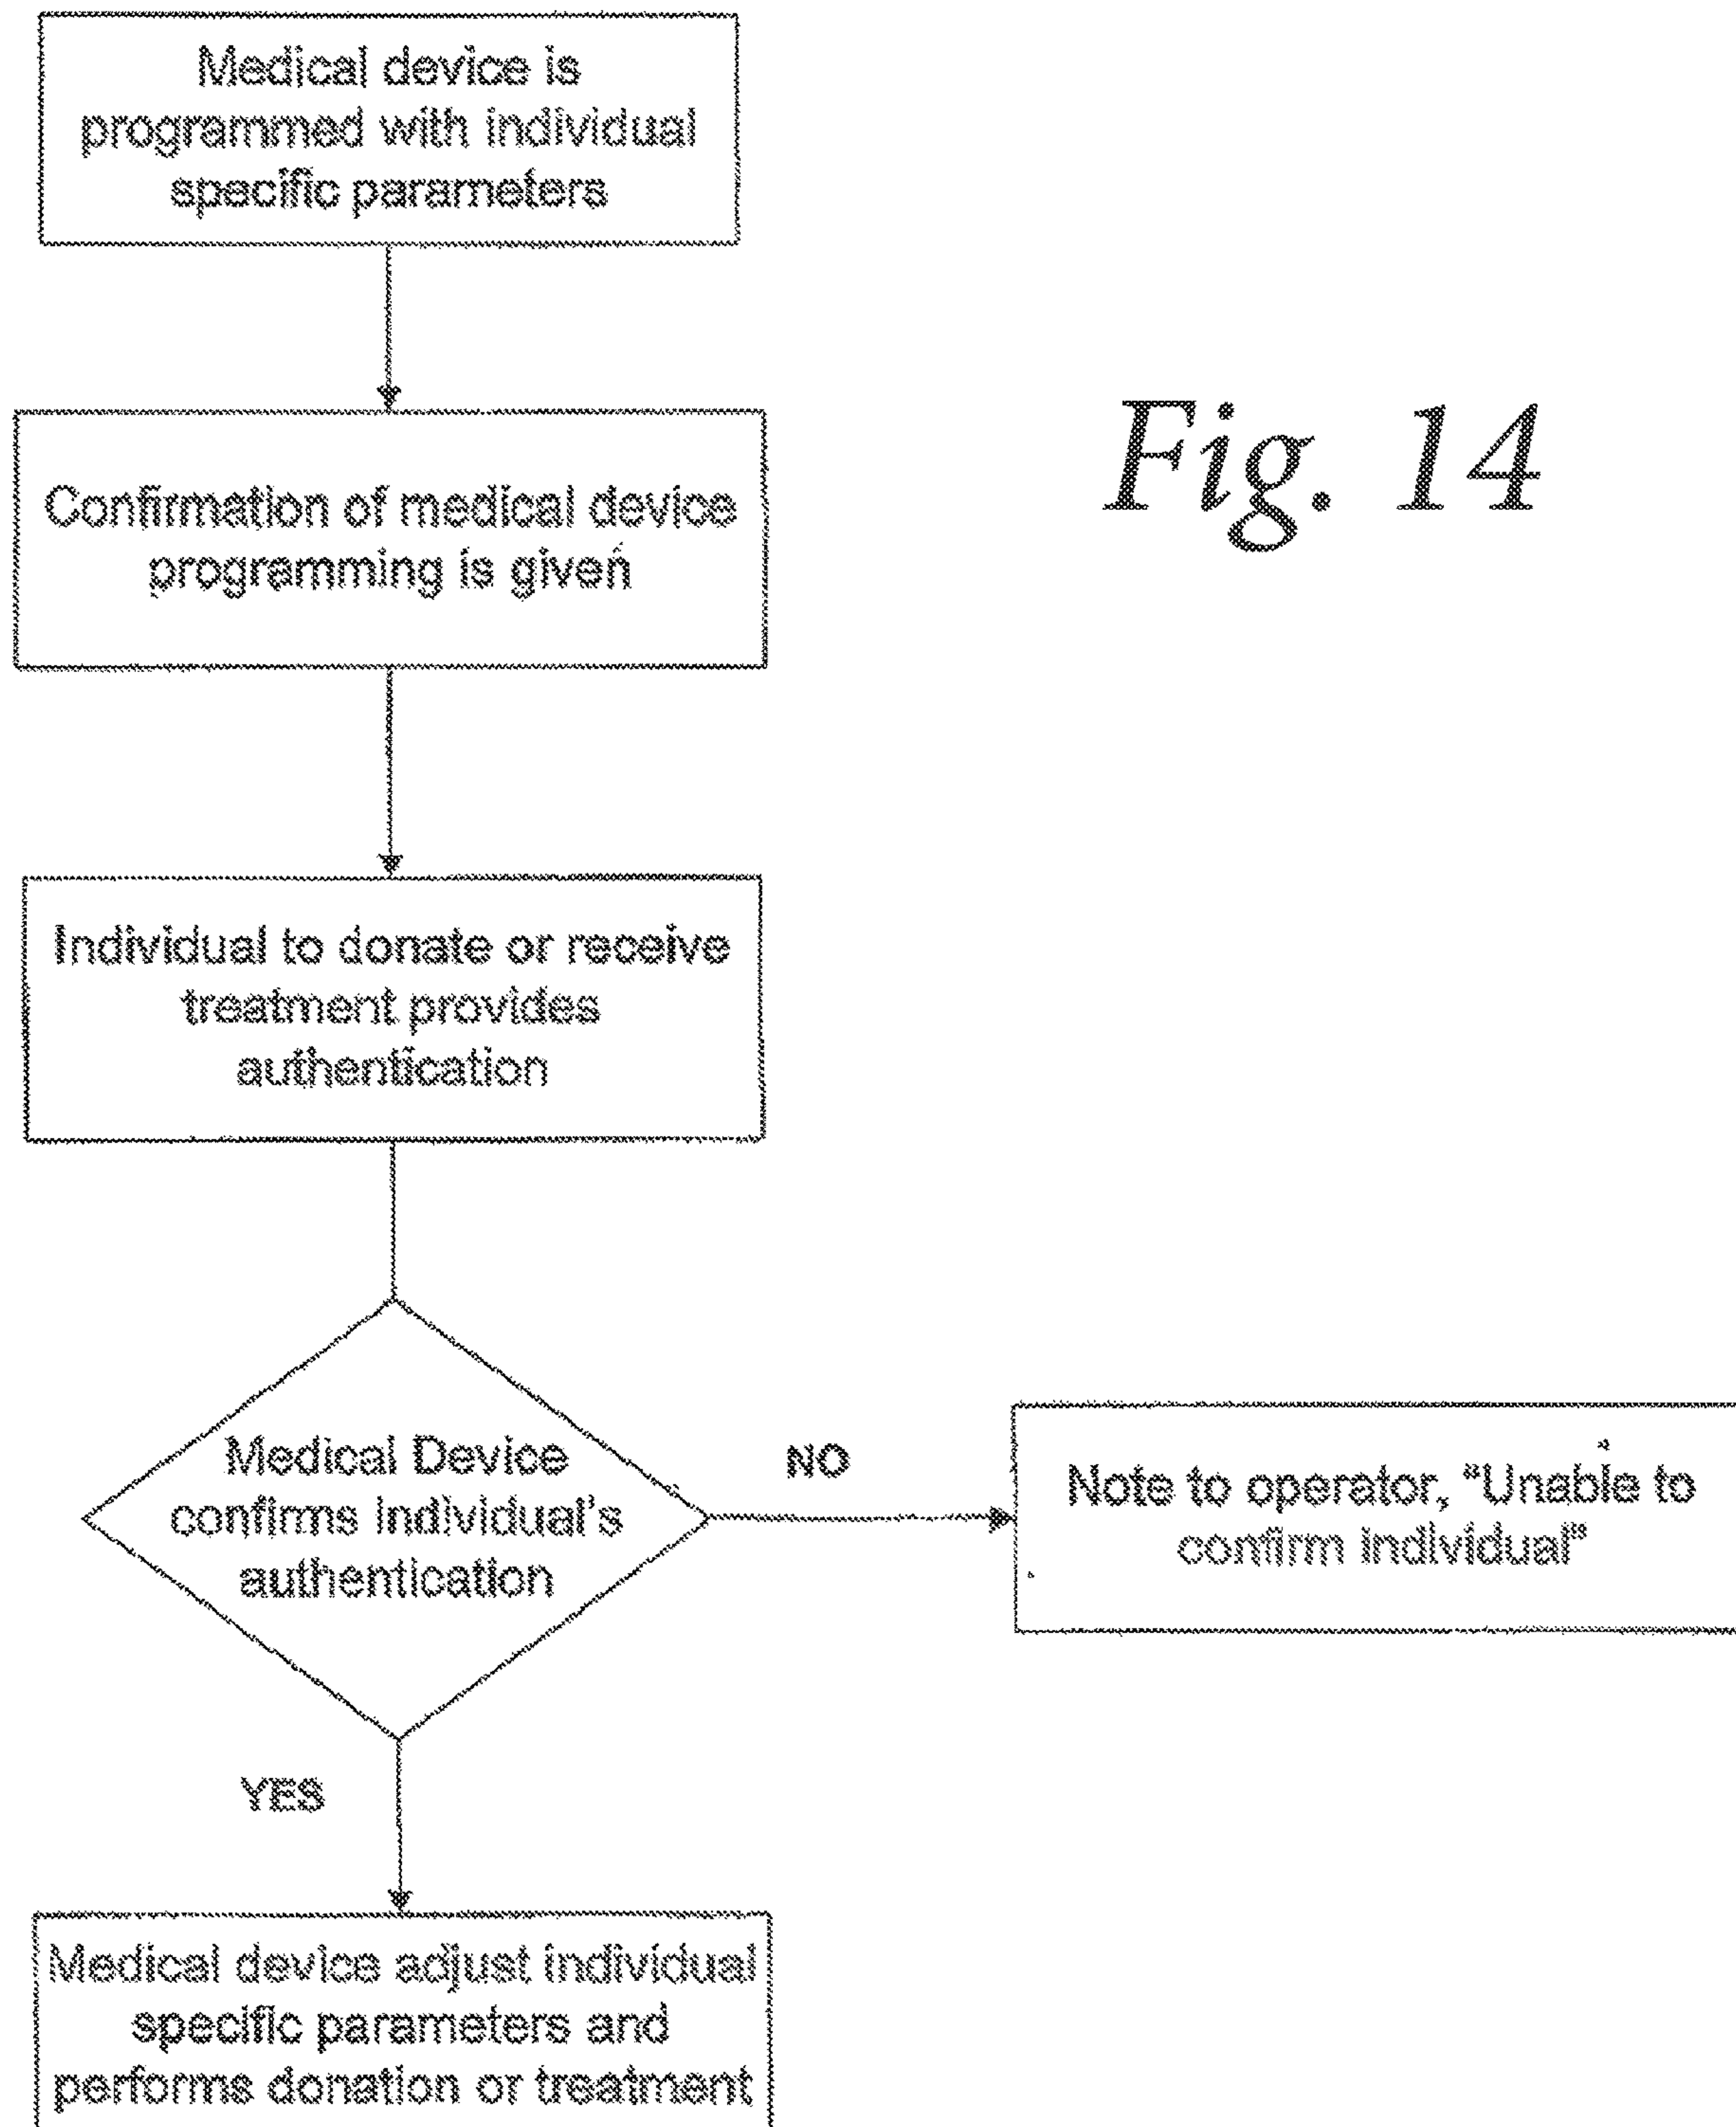 Medical device is
programmed with individual
specific parameters
Fig. 14
Confirmation of medical device
programming is given
Individual to donate or receive
treatment provides
authentication
Medical Device
confirms individual's
authentication
NO
Note to operator, "Unable to
confirm individual"
YES
Medical device adjust individual
specific parameters and
performs donation or treatment